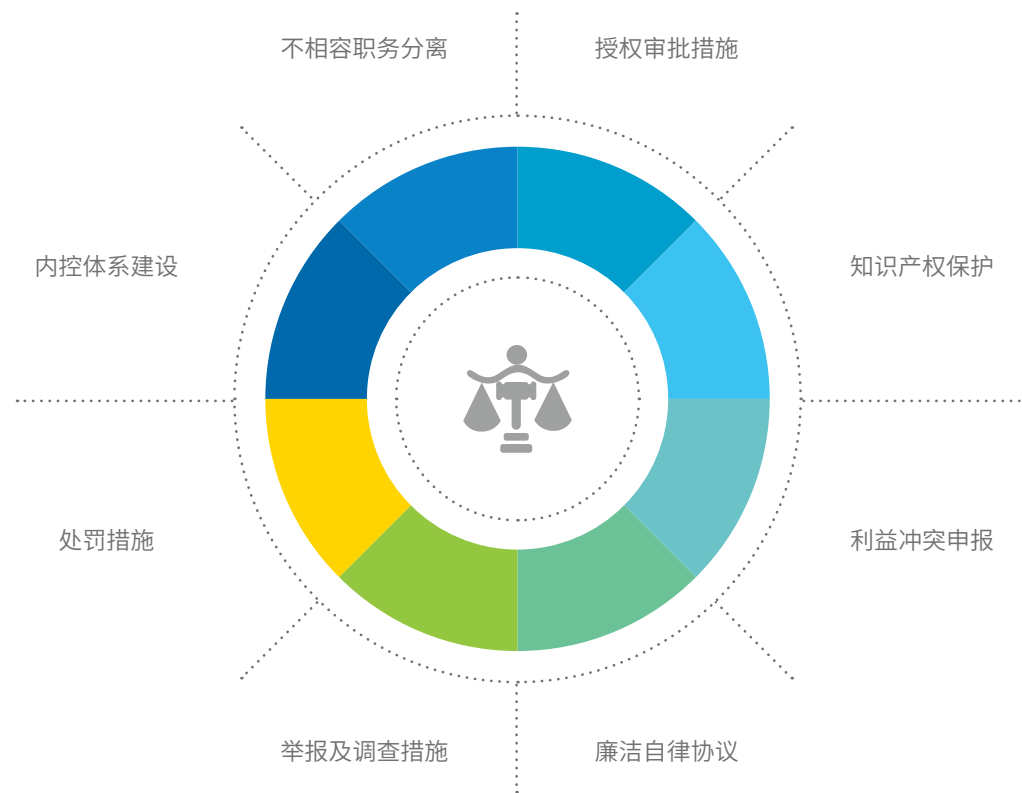 不相容职务分离
授权审批措施
内控体系建设
知识产权保护
处罚措施
利益冲突申报
举报及调查措施
廉洁自律协议